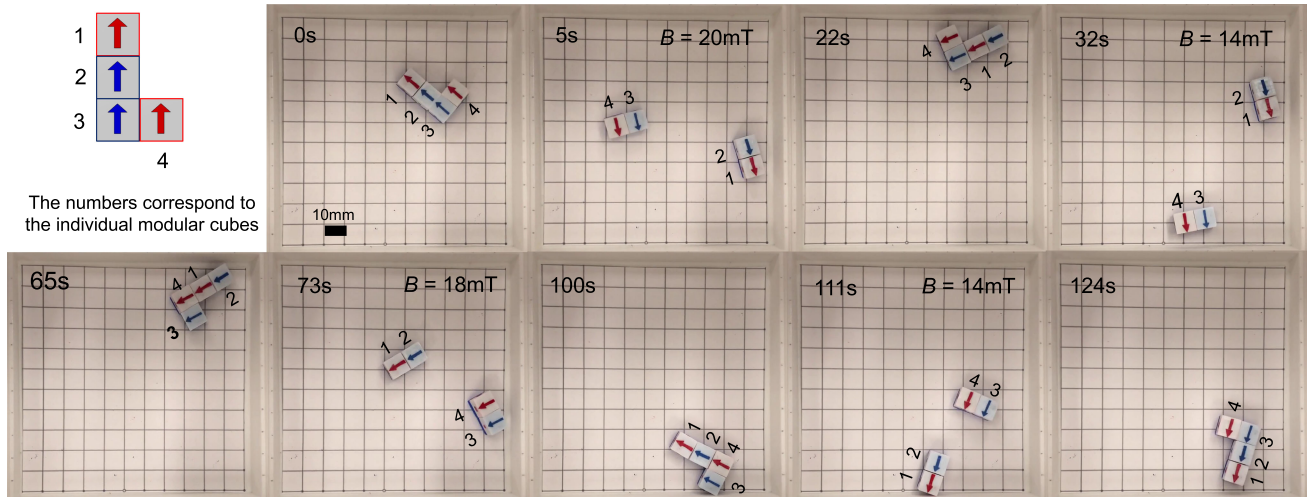 1
2
3
4
The numbers correspond to
the individual modular cubes
0s
1
2
3
4
10mm
5s
B = 20mT
4 3
2
1
22s
4
3
1
2
32s
B = 14mT
2
1
4 3
65s
4 1
2
3
73s
B = 18mT
1 2
4
3
100s
1
2
4
3
111s
B = 14mT
4 3
2
1
124s
4
3
2
1